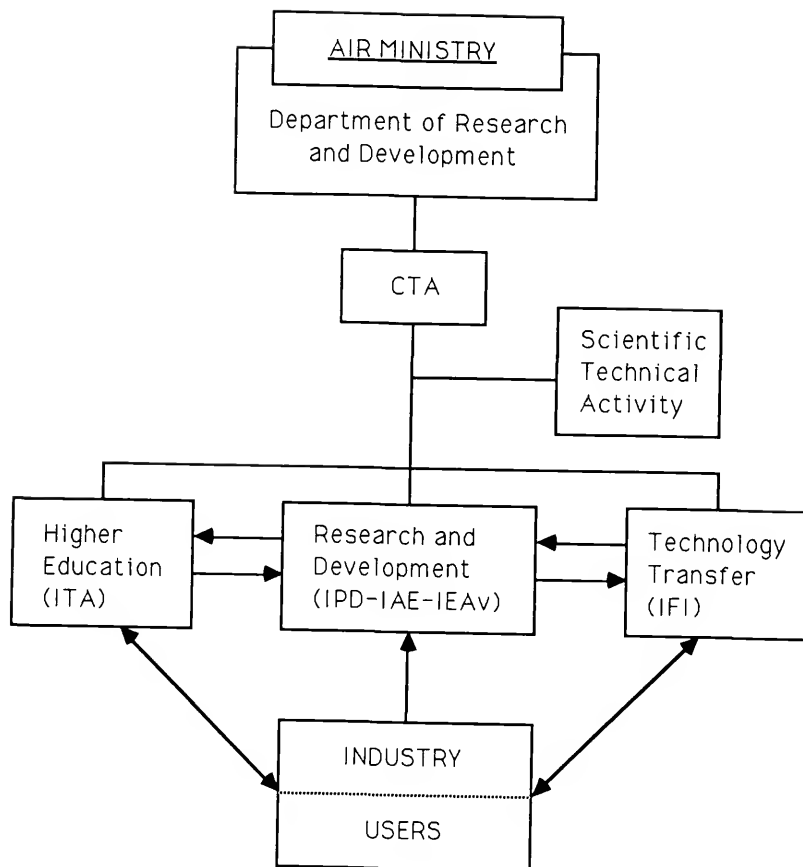 AIR MINISTRY
Department of Research
and Development
CTA
Scientific
Technical
Activity
Higher
Education
(ITA)
Research and
Development
(IPD-IAE-IEAv)
Technology
Transfer
(IFI)
INDUSTRY
USERS